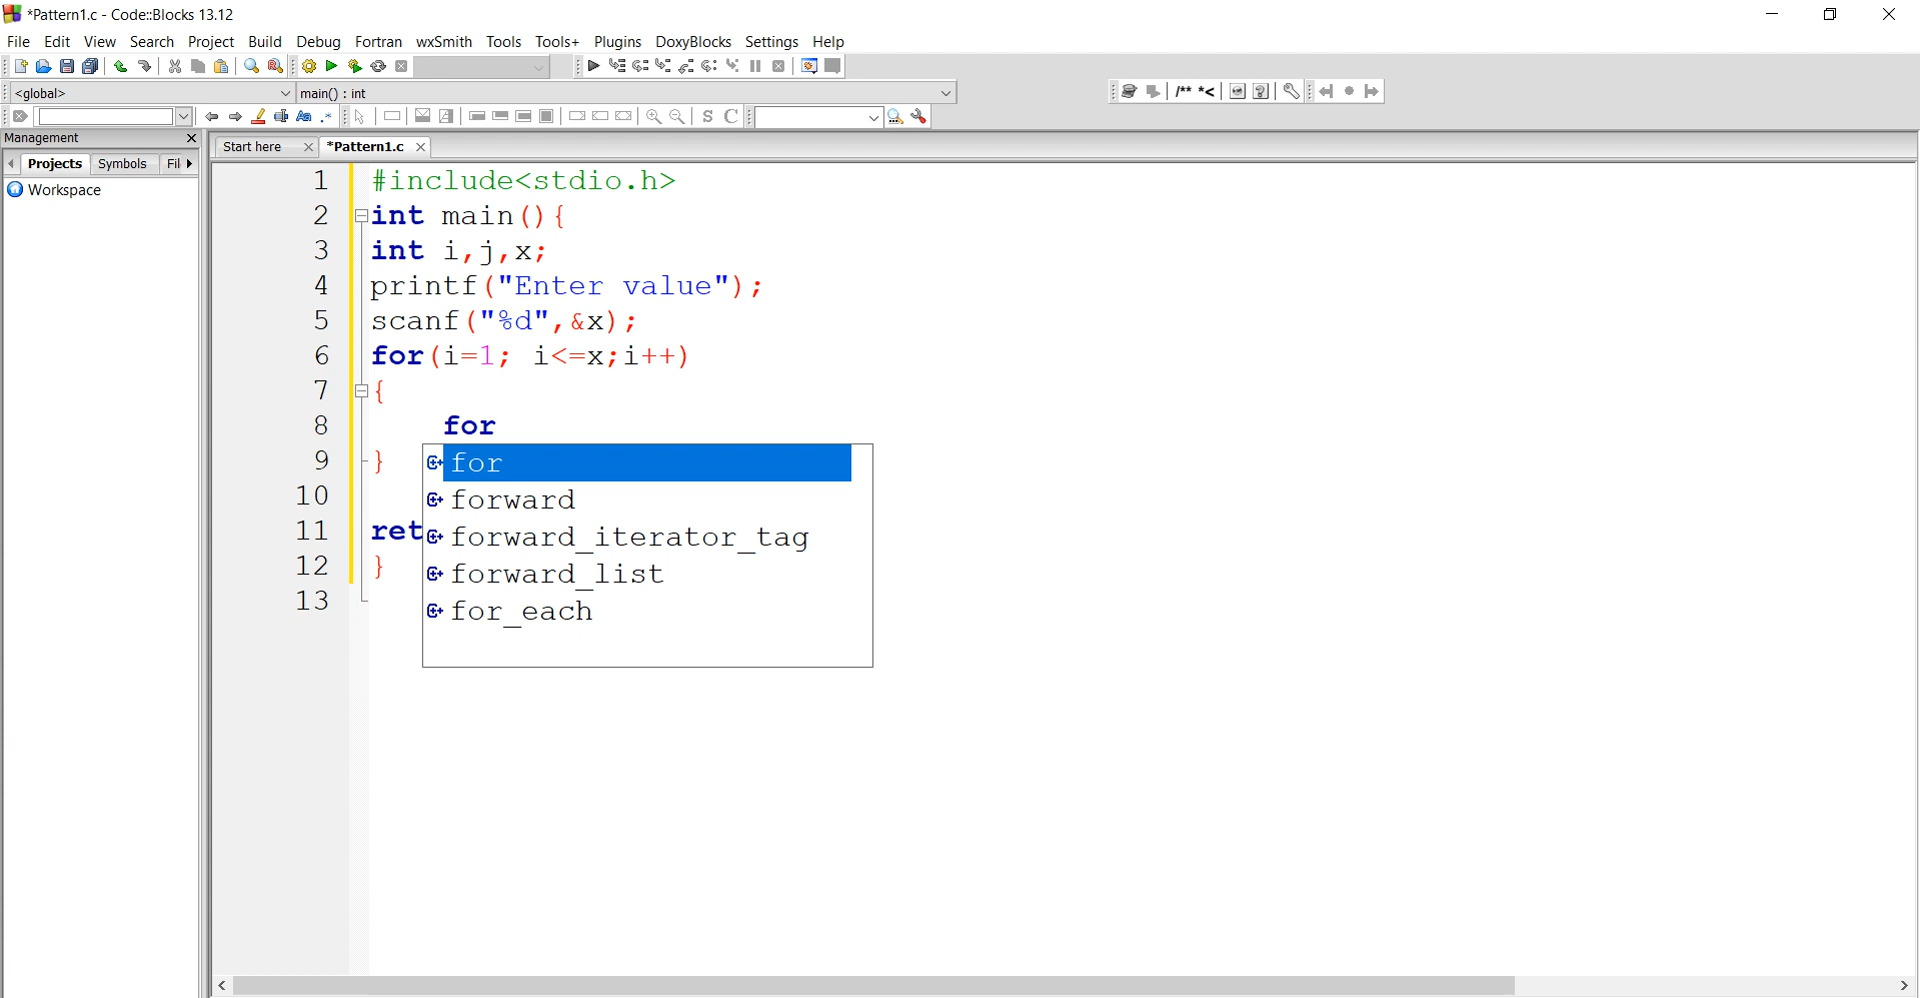 *Pattern1.c - Code::Blocks 13.12
File Edit View Search Project Build Debug Fortran wxSmith Tools Tools+ Plugins DoxyBlocks Settings Help
<global> main() : int /** *<
Aa .* S C
Management
Start here *Pattern1.c
Projects Symbols Fil
Workspace
1 #include<stdio.h>
2 int main(){
3 int i,j,x;
4 printf("Enter value");
5 scanf("%d",&x);
6 for(i=1; i<=x;i++)
7 {
8 for
for
9 }
forward
10
11 ret
forward_iterator_tag
12 }
forward_list
13
for_each